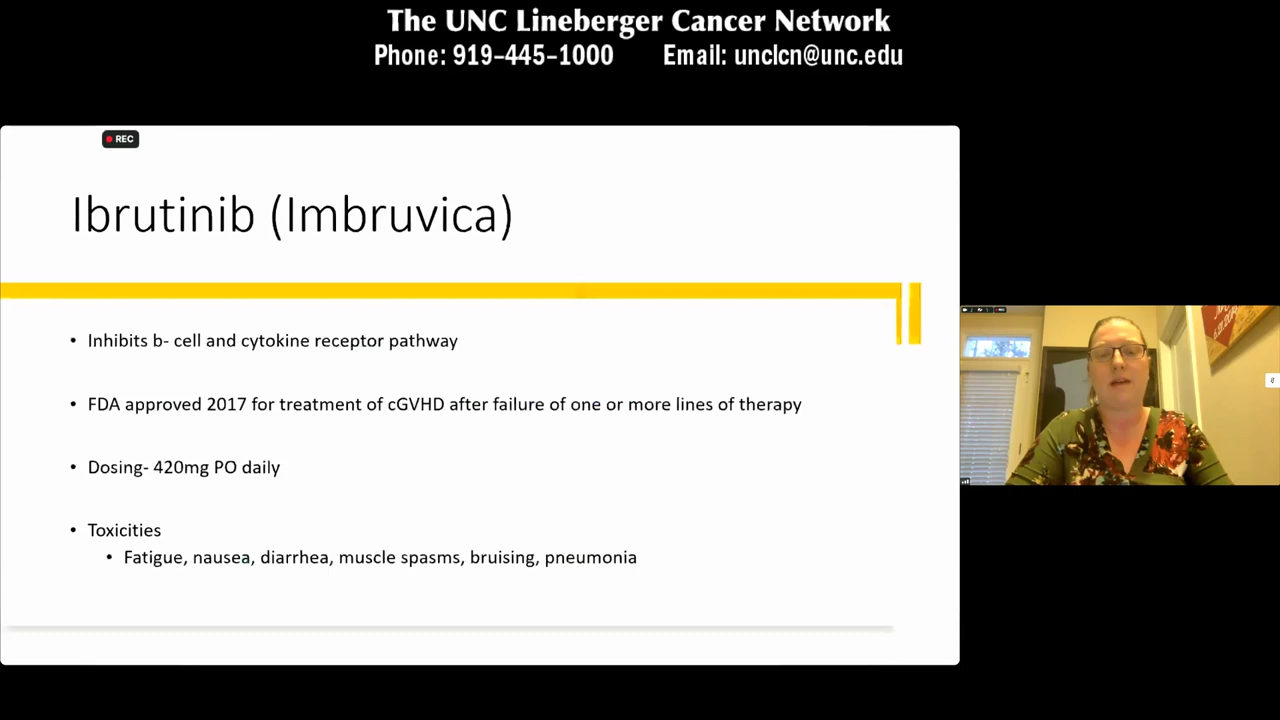 The UNC Lineberger Cancer Network
Phone: 919-445-1000 Email: unclcn@unc.edu
REC
Ibrutinib (Imbruvica)
• Inhibits b- cell and cytokine receptor pathway
• FDA approved 2017 for treatment of cGVHD after failure of one or more lines of therapy
• Dosing- 420mg PO daily
• Toxicities
• Fatigue, nausea, diarrhea, muscle spasms, bruising, pneumonia